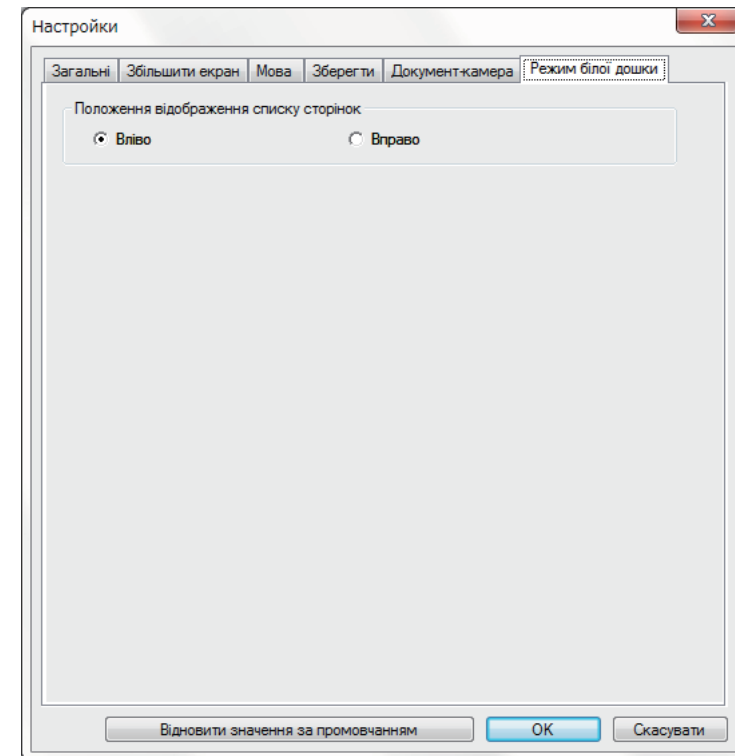 Настройки
Загальні Збільшити екран Мова Зберегти Документ-камера Режим білої дошки
Положення відображення списку сторінок
Вліво Вправо
Відновити значення за промовчанням OK Скасувати